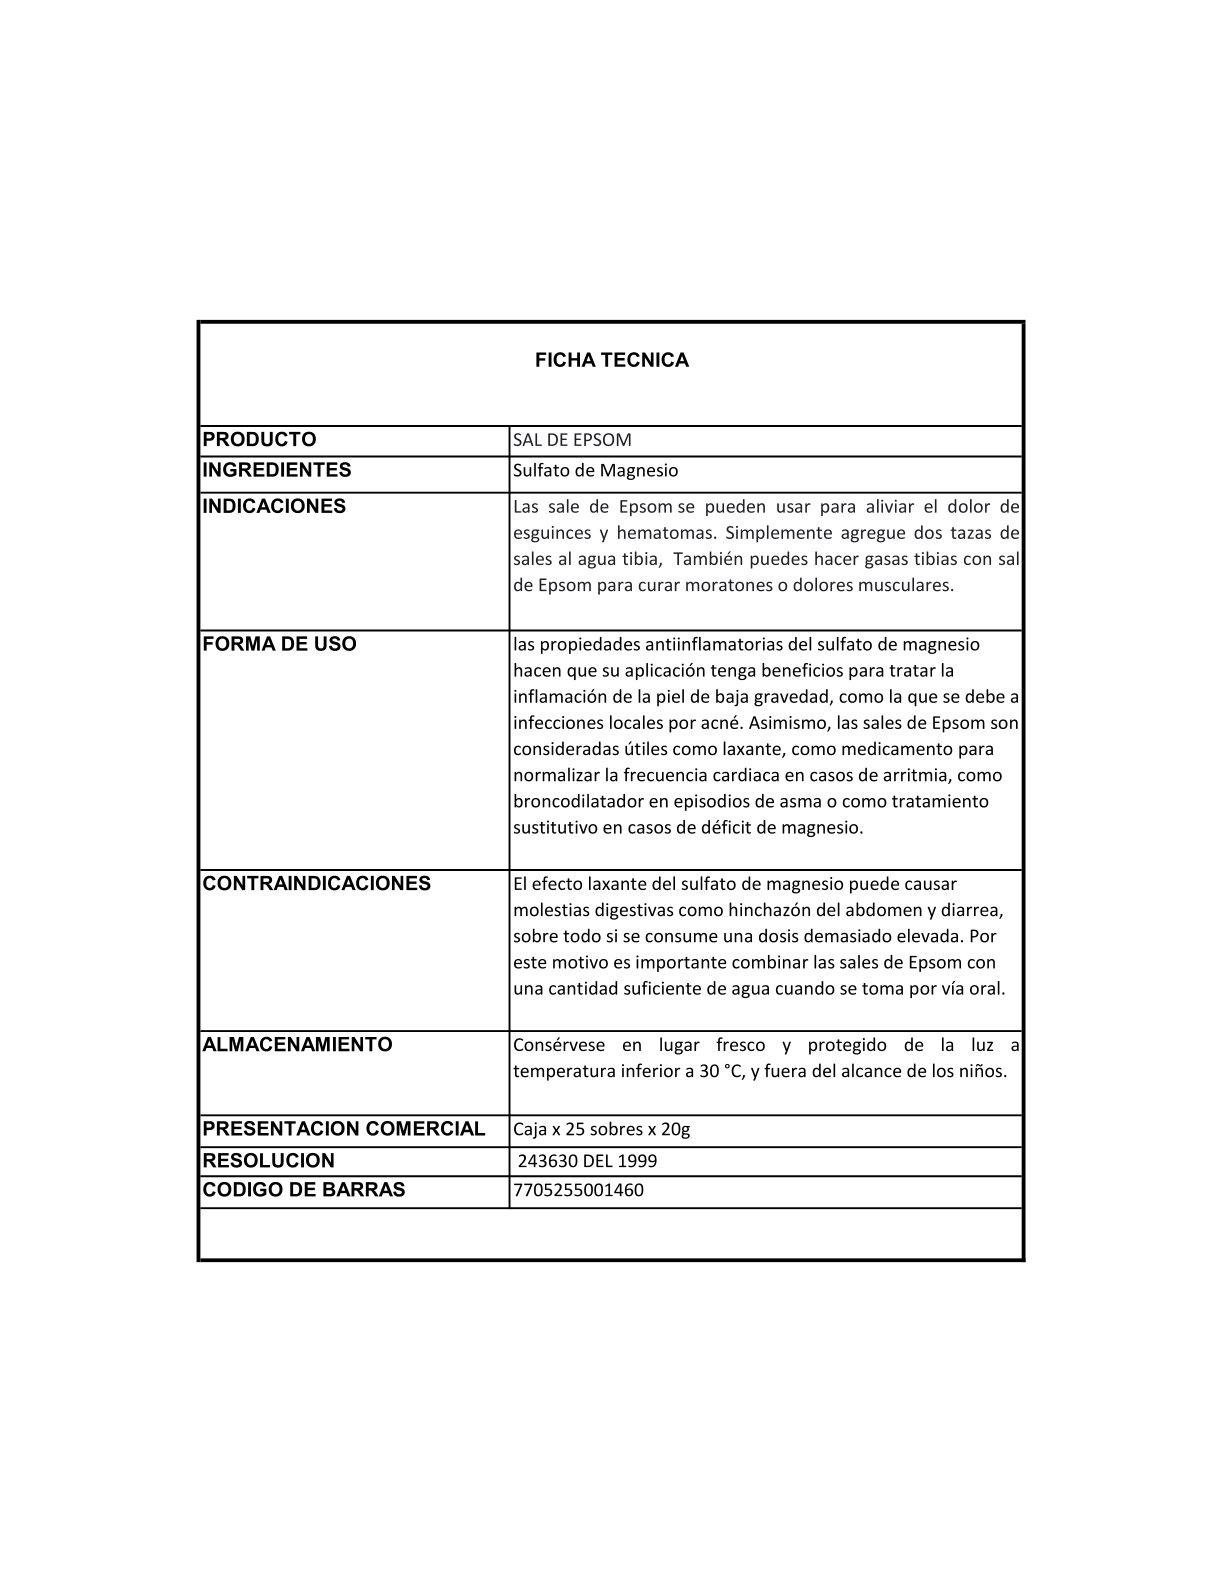 FICHA TECNICA
PRODUCTO
SAL DE EPSOM
INGREDIENTES
Sulfato de Magnesio
INDICACIONES
Las sale de Epsom se pueden usar para aliviar el dolor de
esguinces y hematomas. Simplemente agregue dos tazas de
sales al agua tibia, También puedes hacer gasas tibias con sal
de Epsom para curar moratones o dolores musculares.
FORMA DE USO
las propiedades antiinflamatorias del sulfato de magnesio
hacen que su aplicación tenga beneficios para tratar la
inflamación de la piel de baja gravedad, como la que se debe a
infecciones locales por acné. Asimismo, las sales de Epsom son
consideradas útiles como laxante, como medicamento para
normalizar la frecuencia cardiaca en casos de arritmia, como
broncodilatador en episodios de asma o como tratamiento
sustitutivo en casos de déficit de magnesio.
CONTRAINDICACIONES
El efecto laxante del sulfato de magnesio puede causar
molestias digestivas como hinchazón del abdomen y diarrea,
sobre todo si se consume una dosis demasiado elevada. Por
este motivo es importante combinar las sales de Epsom con
una cantidad suficiente de agua cuando se toma por vía oral.
ALMACENAMIENTO
Consérvese en lugar fresco y protegido de la luz a
temperatura inferior a 30 °C, y fuera del alcance de los niños.
PRESENTACION COMERCIAL
Caja x 25 sobres x 20g
RESOLUCION
243630 DEL 1999
CODIGO DE BARRAS
7705255001460